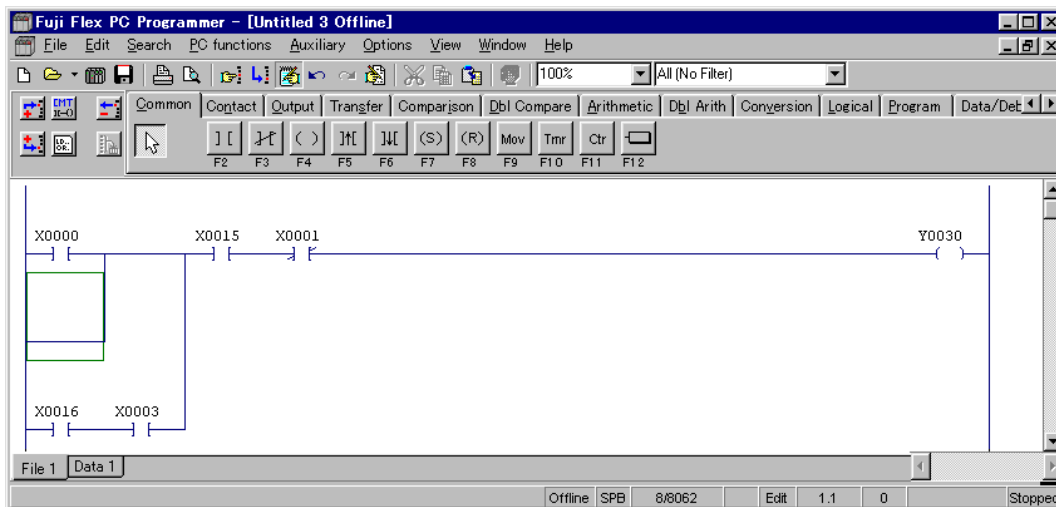 Fuji Flex PC Programmer - [Untitled 3 Offline]
File Edit Search PC functions Auxiliary Options View Window Help
100% All (No Filter)
Common Contact Output Transfer Comparison Dbl Compare Arithmetic Dbl Arith Conversion Logical Program Data/Det
] [ ( ) (S) (R) Mov Tmr Ctr
F2 F3 F4 F5 F6 F7 F8 F9 F10 F11 F12
X0000 X0015 X0001 Y0030
X0016 X0003
File 1 Data 1
Offline SPB 8/8062 Edit 1.1 0 Stopped